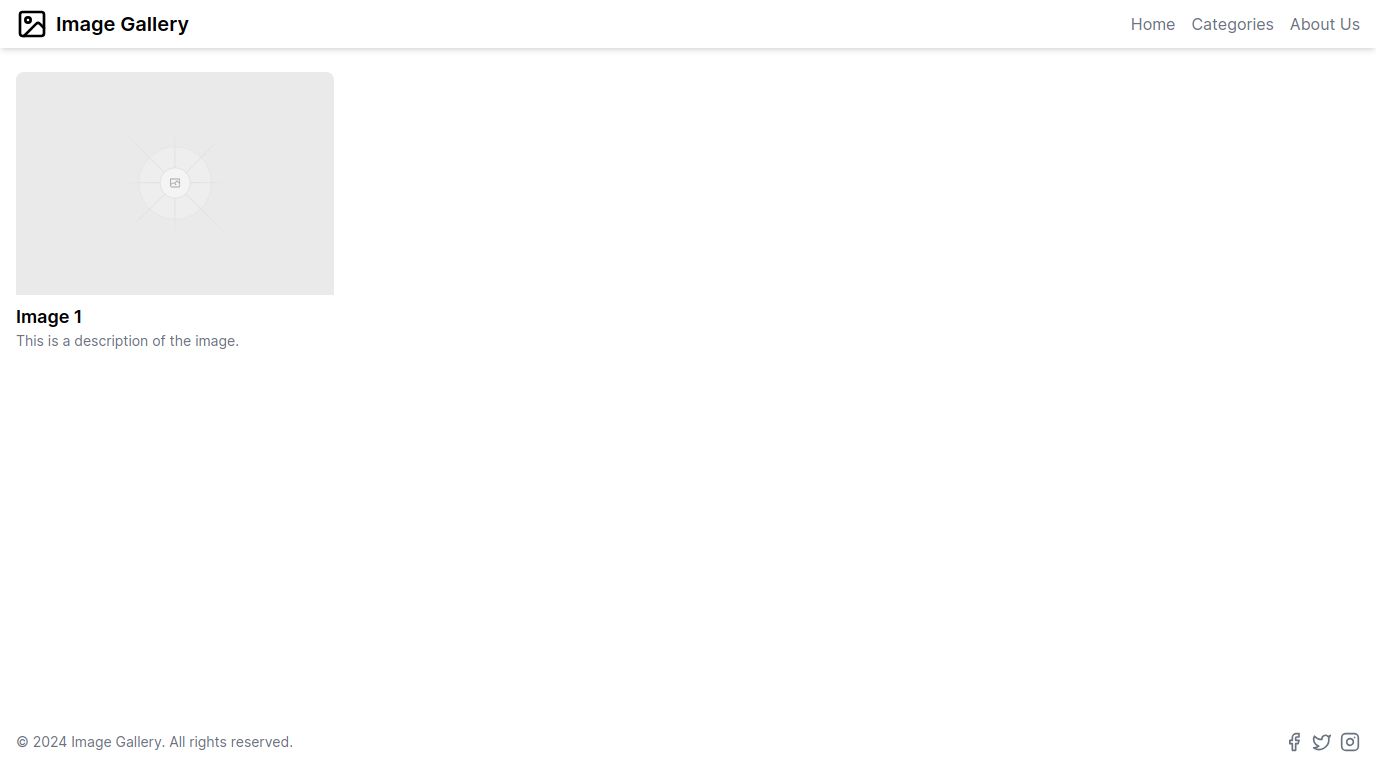 Image Gallery
Home Categories About Us
Image 1
This is a description of the image.
© 2024 Image Gallery. All rights reserved.